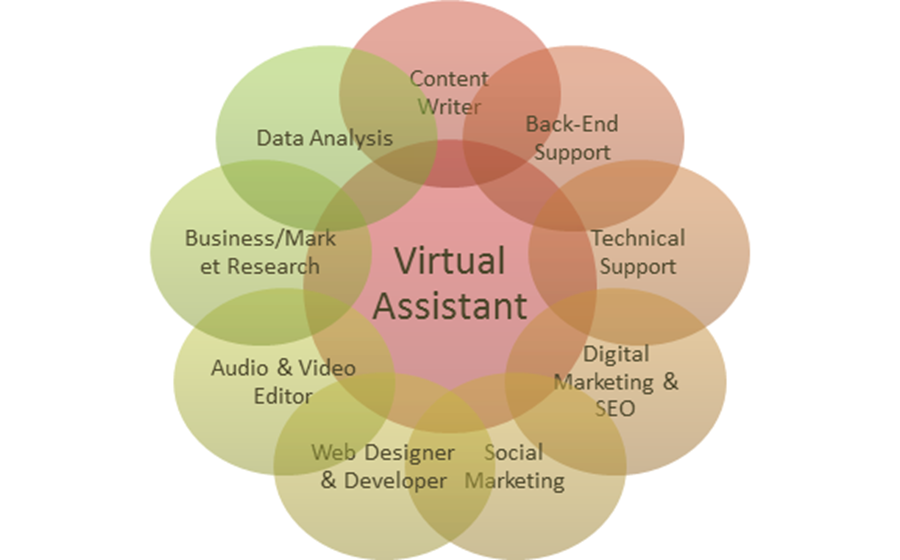 Content
Writer
Back-End
Support
Technical
Support
Digital
Marketing &
SEO
Social
Marketing
Web Designer
& Developer
Audio & Video
Editor
Business/Mark
et Research
Data Analysis
Virtual
Assistant